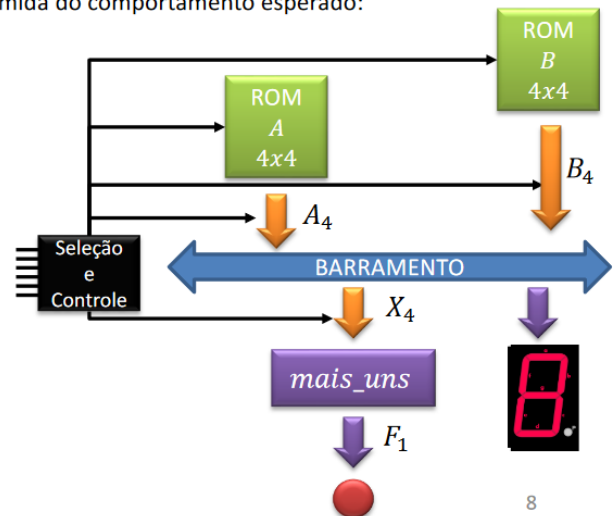 mida do comportamento esperado:
ROM
B
4x4
ROM
A
4x4
B4
A4
Seleção
e
Controle
BARRAMENTO
X4
mais_uns
F1
8